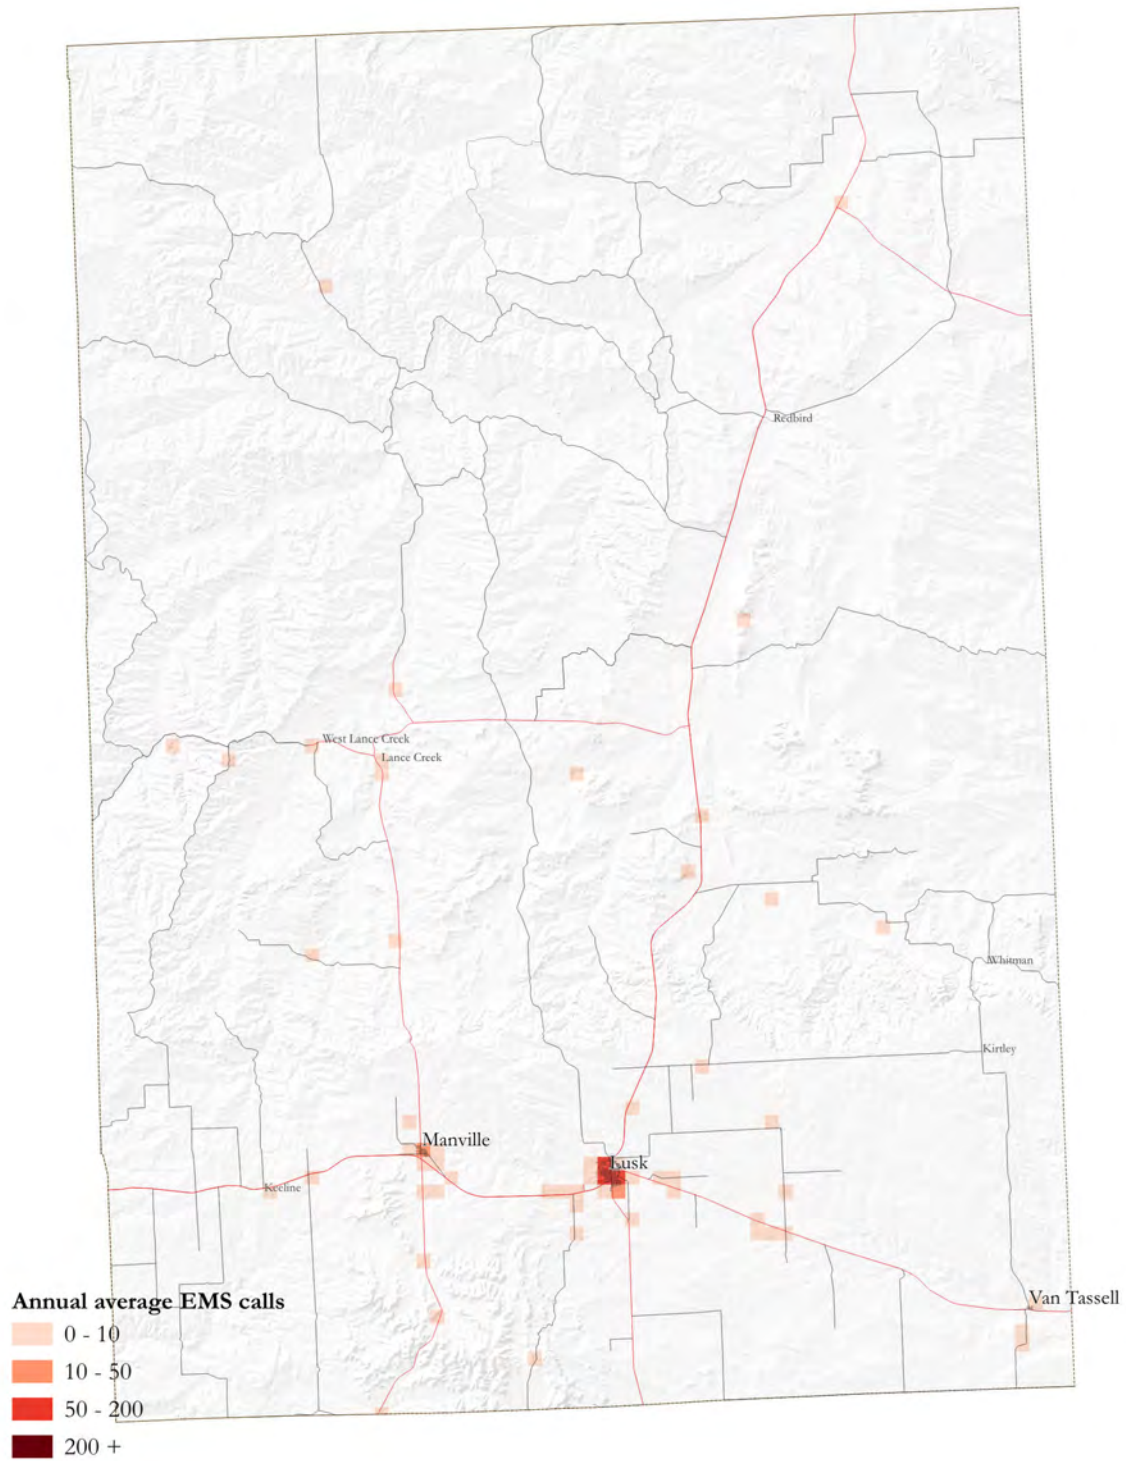 Redbird
West Lance Creek
Lance Creek
Whitman
Kirtley
Manville
Lusk
Keeline
Van Tassell
Annual average EMS calls
0 - 10
10 - 50
50 - 200
200 +